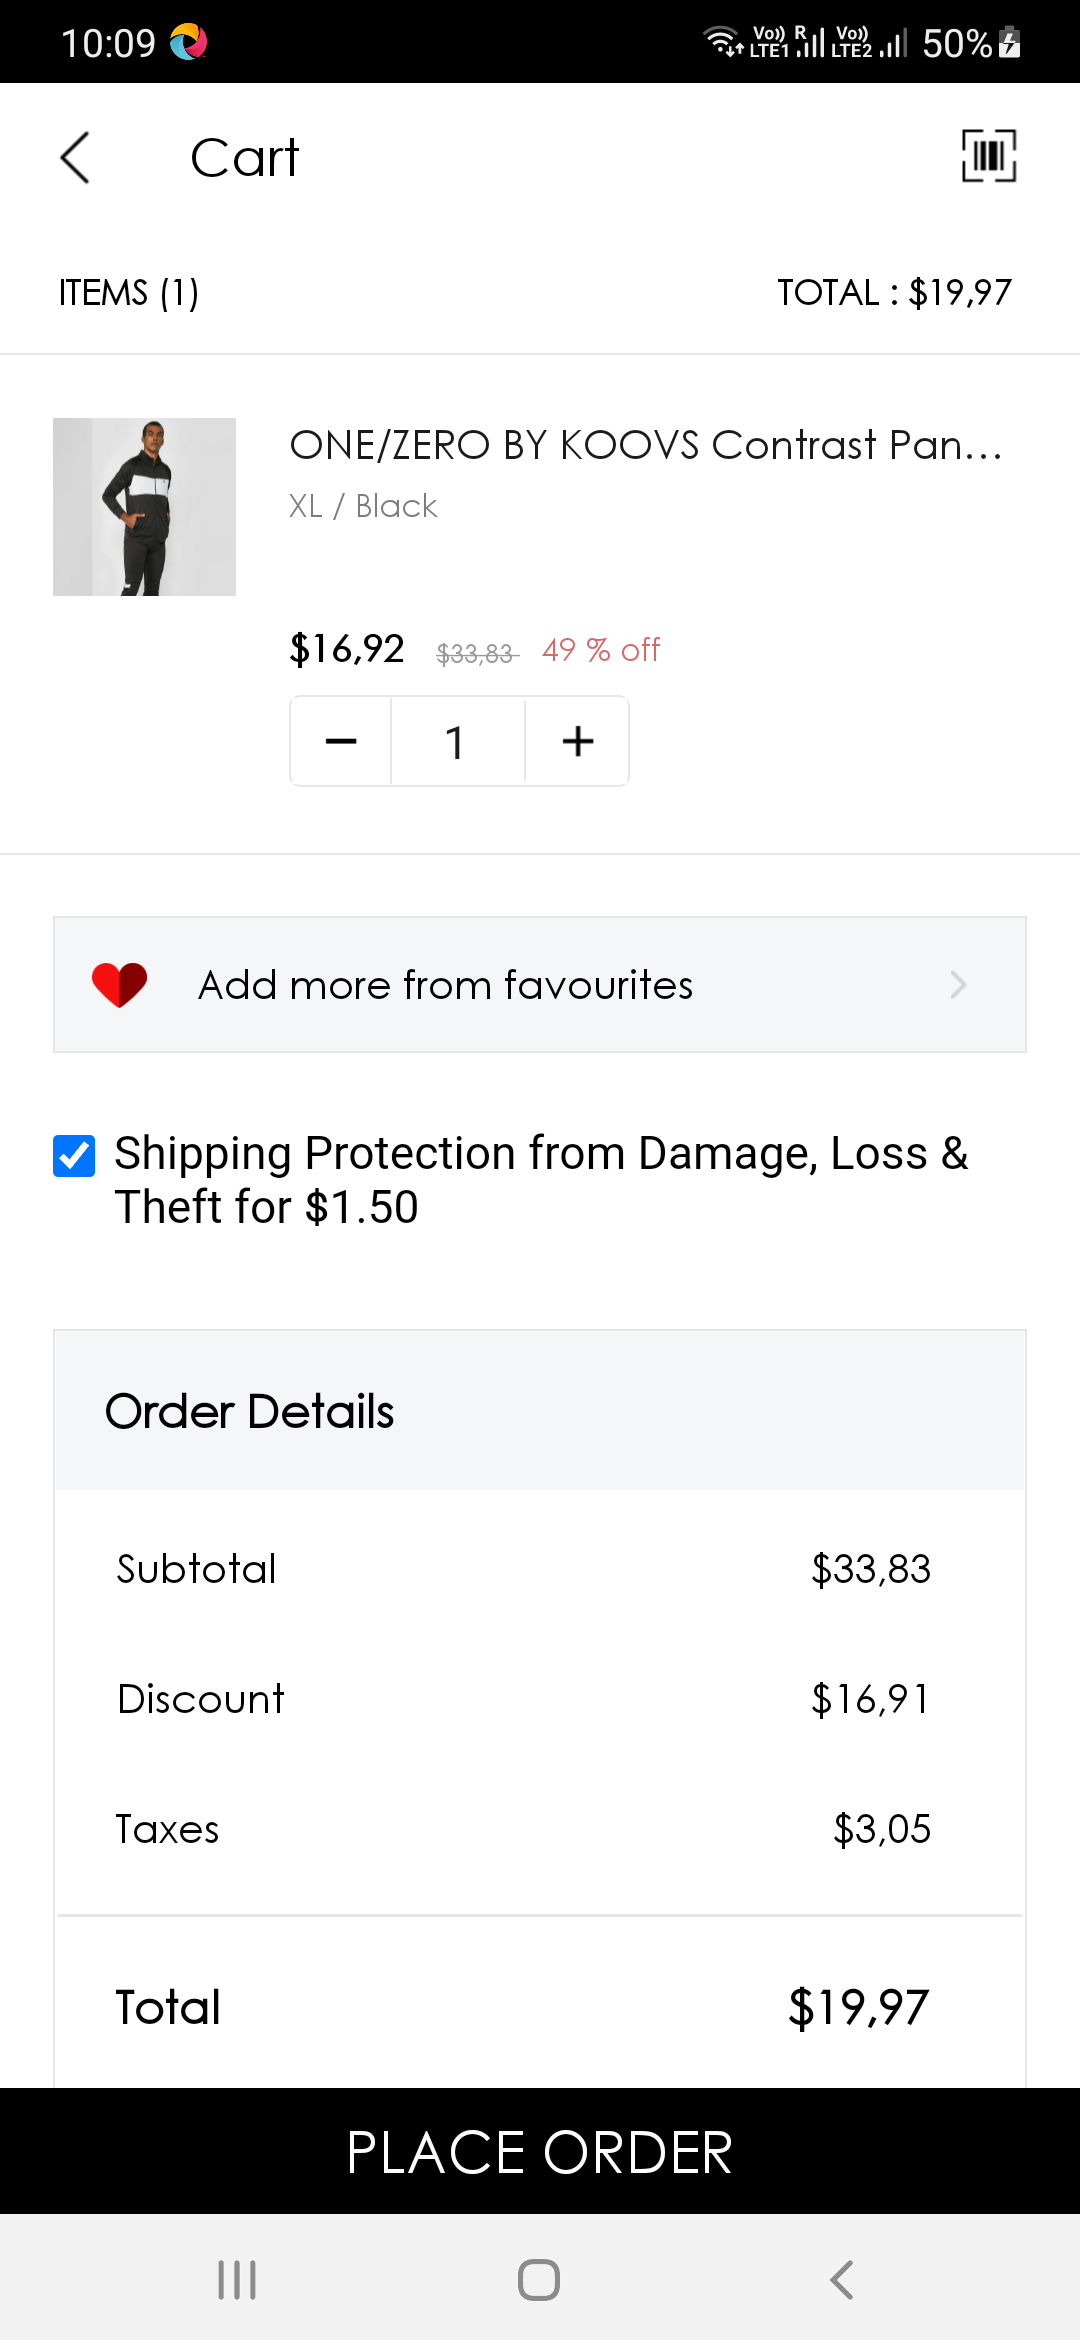 10:09
Vo)) R Vo)) 50%
LTE1 LTE2
Cart
ITEMS (1) TOTAL : $19,97
ONE/ZERO BY KOOVS Contrast Pan...
XL / Black
$16,92 $33,83 49 % off
1
Add more from favourites
Shipping Protection from Damage, Loss &
Theft for $1.50
Order Details
Subtotal $33,83
Discount $16,91
Taxes $3,05
Total $19,97
PLACE ORDER